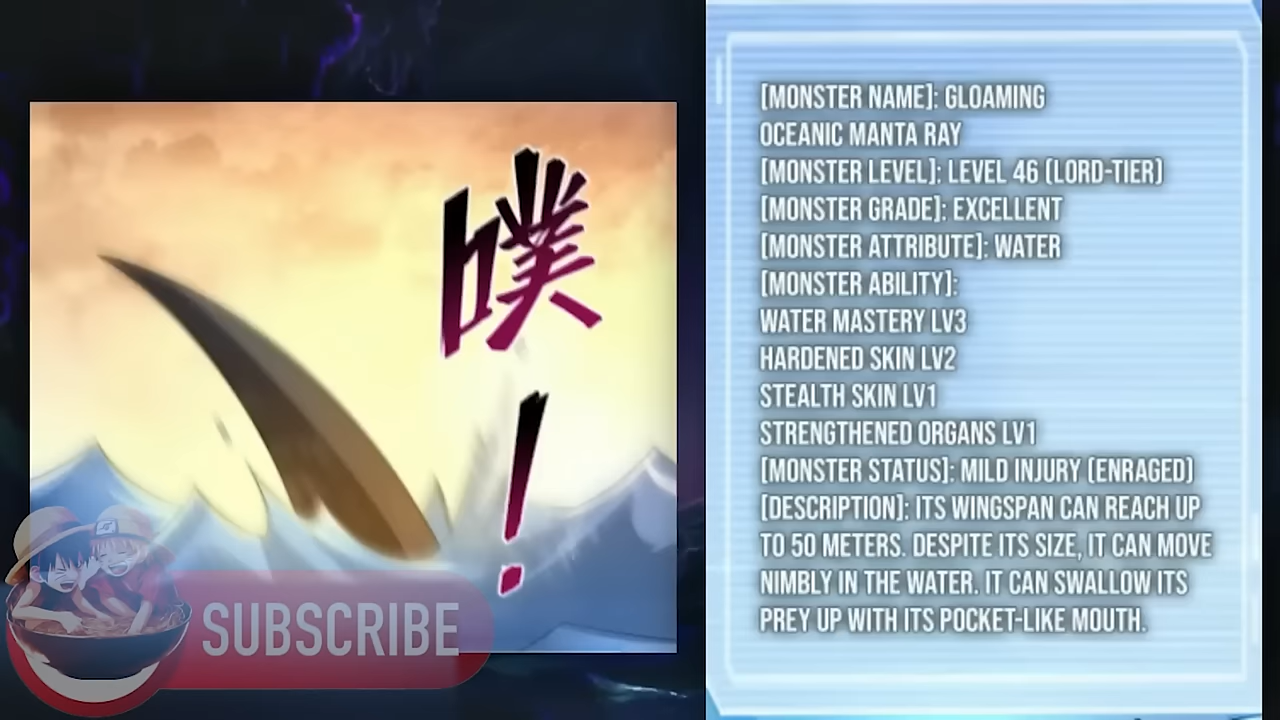 噗！
SUBSCRIBE
[MONSTER NAME]: GLOAMING
OCEANIC MANTA RAY
[MONSTER LEVEL]: LEVEL 46 (LORD-TIER)
[MONSTER GRADE]: EXCELLENT
[MONSTER ATTRIBUTE]: WATER
[MONSTER ABILITY]:
WATER MASTERY LV3
HARDENED SKIN LV2
STEALTH SKIN LV1
STRENGTHENED ORGANS LV1
[MONSTER STATUS]: MILD INJURY (ENRAGED)
[DESCRIPTION]: ITS WINGSPAN CAN REACH UP
TO 50 METERS. DESPITE ITS SIZE, IT CAN MOVE
NIMBLY IN THE WATER. IT CAN SWALLOW ITS
PREY UP WITH ITS POCKET-LIKE MOUTH.